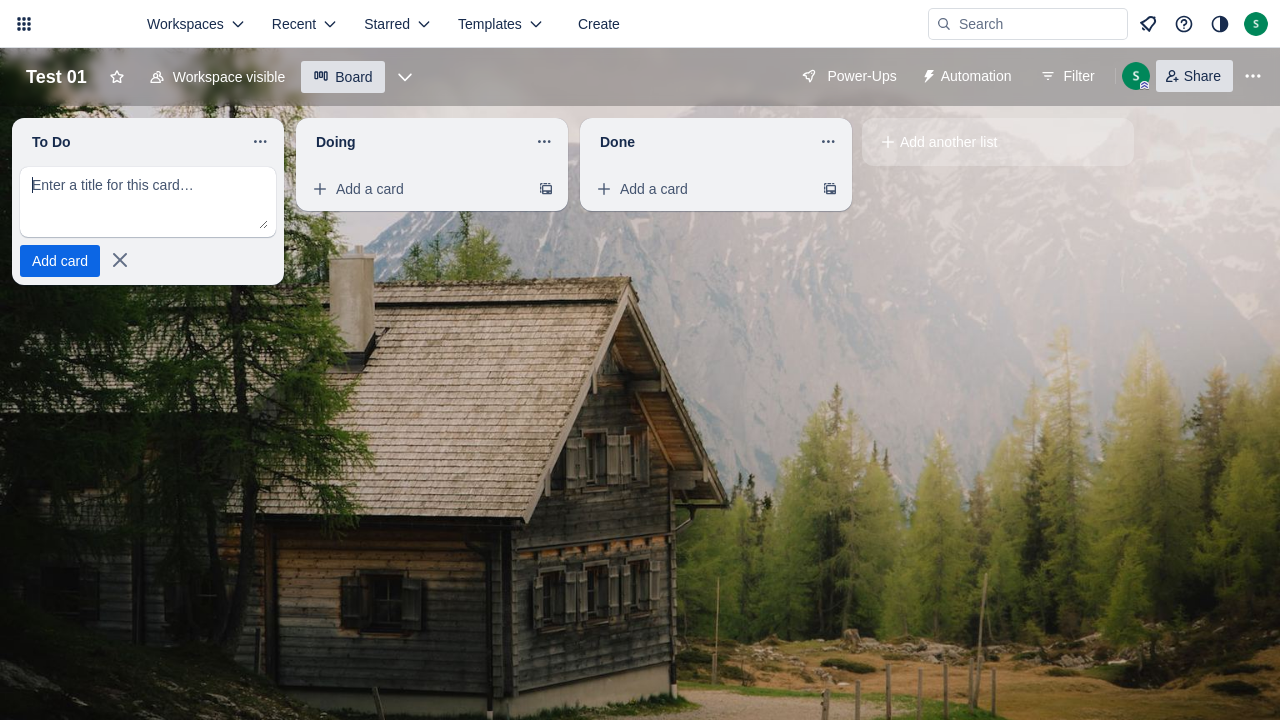 Workspaces Recent Starred Templates Create Search S
Test 01 Workspace visible Board Power-Ups Automation Filter S Share
To Do Doing Done Add another list
Enter a title for this card…
Add a card Add a card
Add card